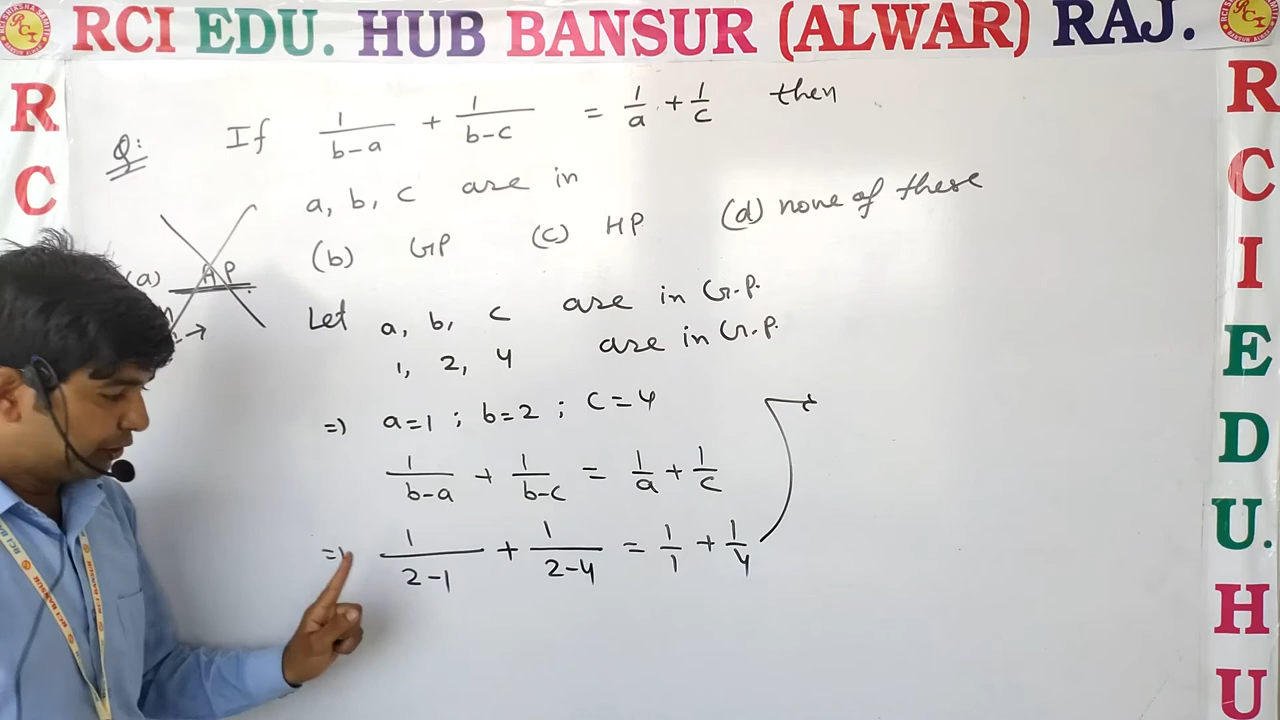 RCI EDU. HUB BANSUR (ALWAR) RAJ.
R
C
Q: If 1/(b-a) + 1/(b-c) = 1/a + 1/c then
a, b, c are in
(a) AP (b) GP (c) HP (d) none of these
Let a, b, c are in G.P.
1, 2, 4 are in G.P.
=) a=1 ; b=2 ; c=4
1/(b-a) + 1/(b-c) = 1/a + 1/c
=) 1/(2-1) + 1/(2-4) = 1/1 + 1/4
R
C
I
E
D
U.
H
U
RCI BANSUR